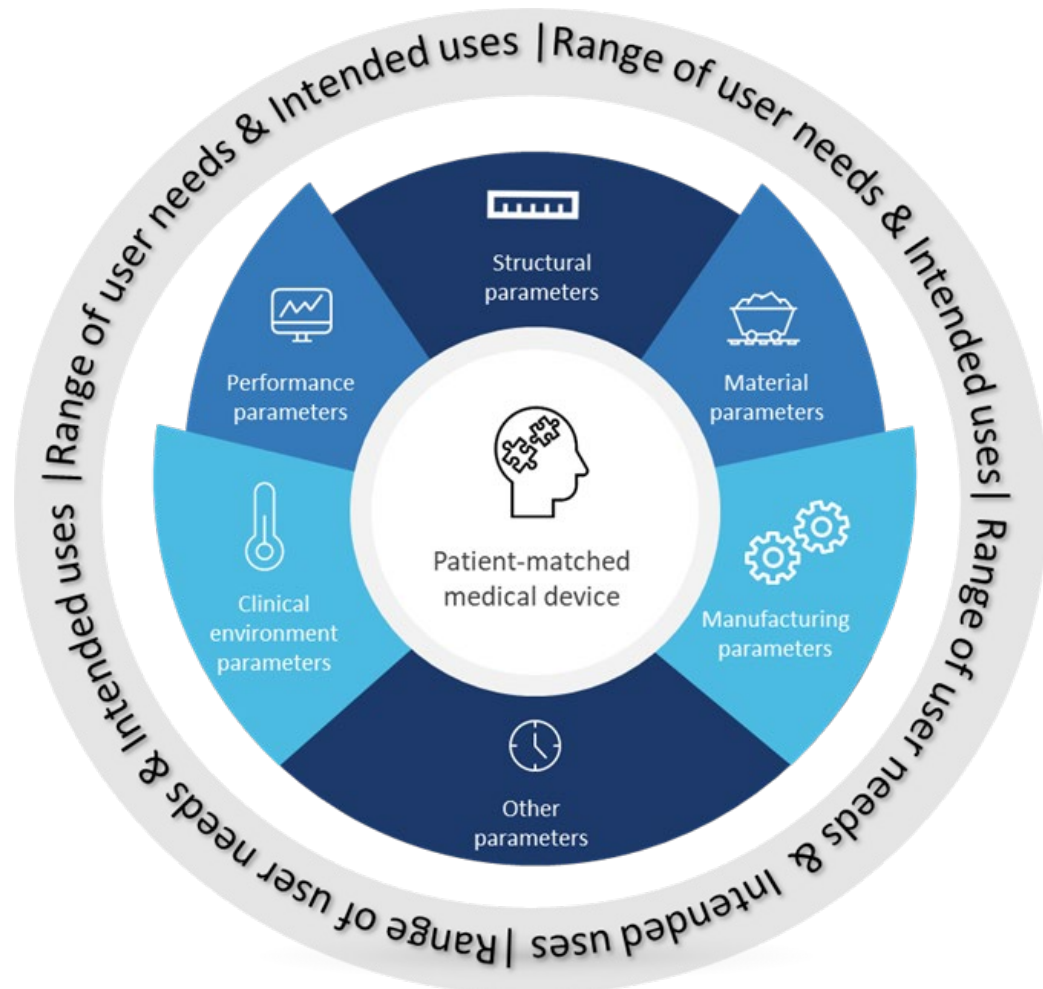 Range of user needs & Intended uses |Range of user needs & Intended uses| Range of user needs & Intended uses |Range of user needs & Intended uses |
Structural
parameters
Material
parameters
Manufacturing
parameters
Other
parameters
Clinical
environment
parameters
Performance
parameters
Patient-matched
medical device